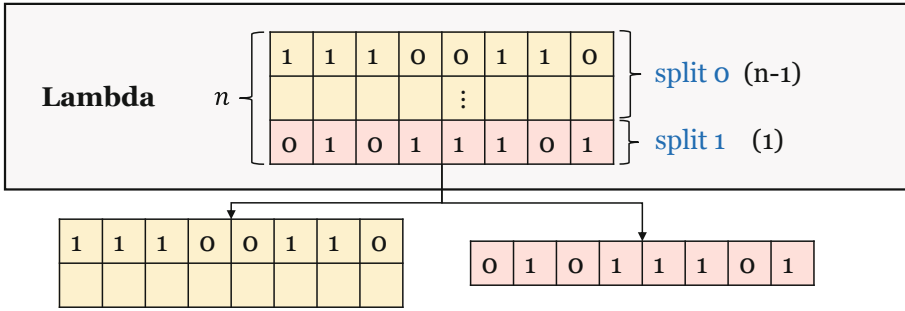 1 1 1 0 0 1 1 0
split 0 (n-1)
Lambda n
⋮
0 1 0 1 1 1 0 1
split 1 (1)
1 1 1 0 0 1 1 0
0 1 0 1 1 1 0 1